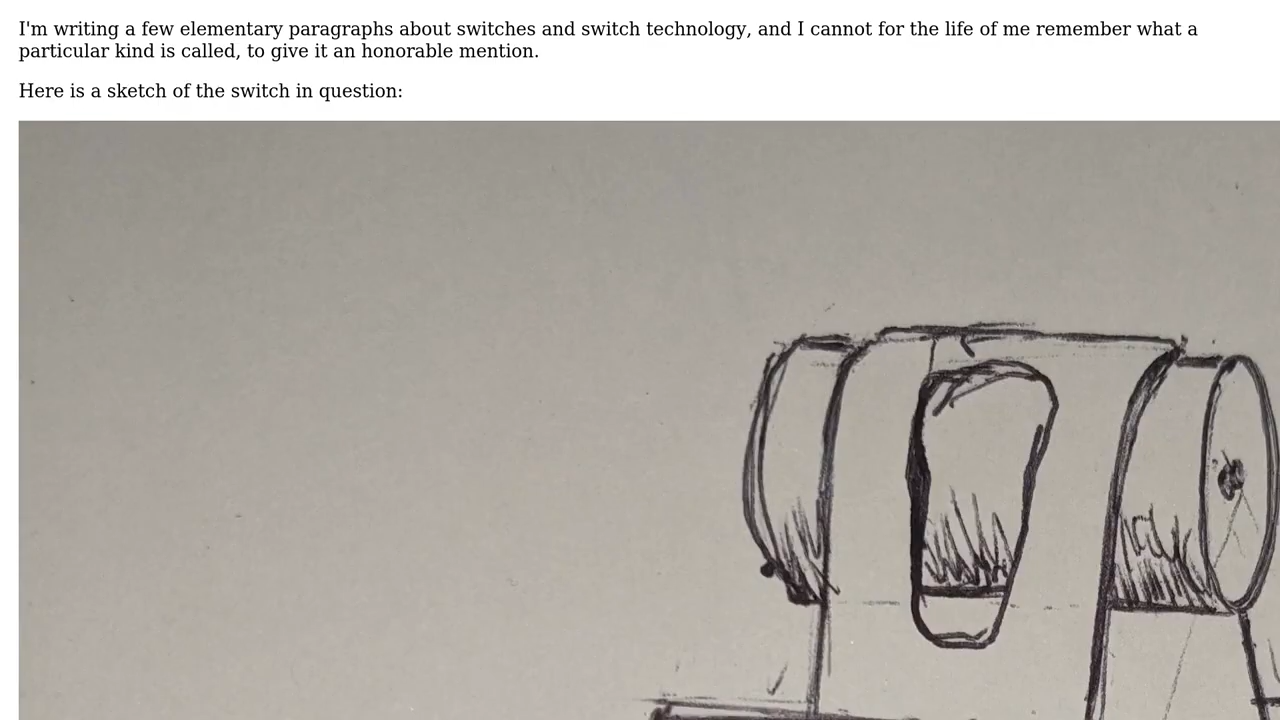 I'm writing a few elementary paragraphs about switches and switch technology, and I cannot for the life of me remember what a
particular kind is called, to give it an honorable mention.
Here is a sketch of the switch in question: